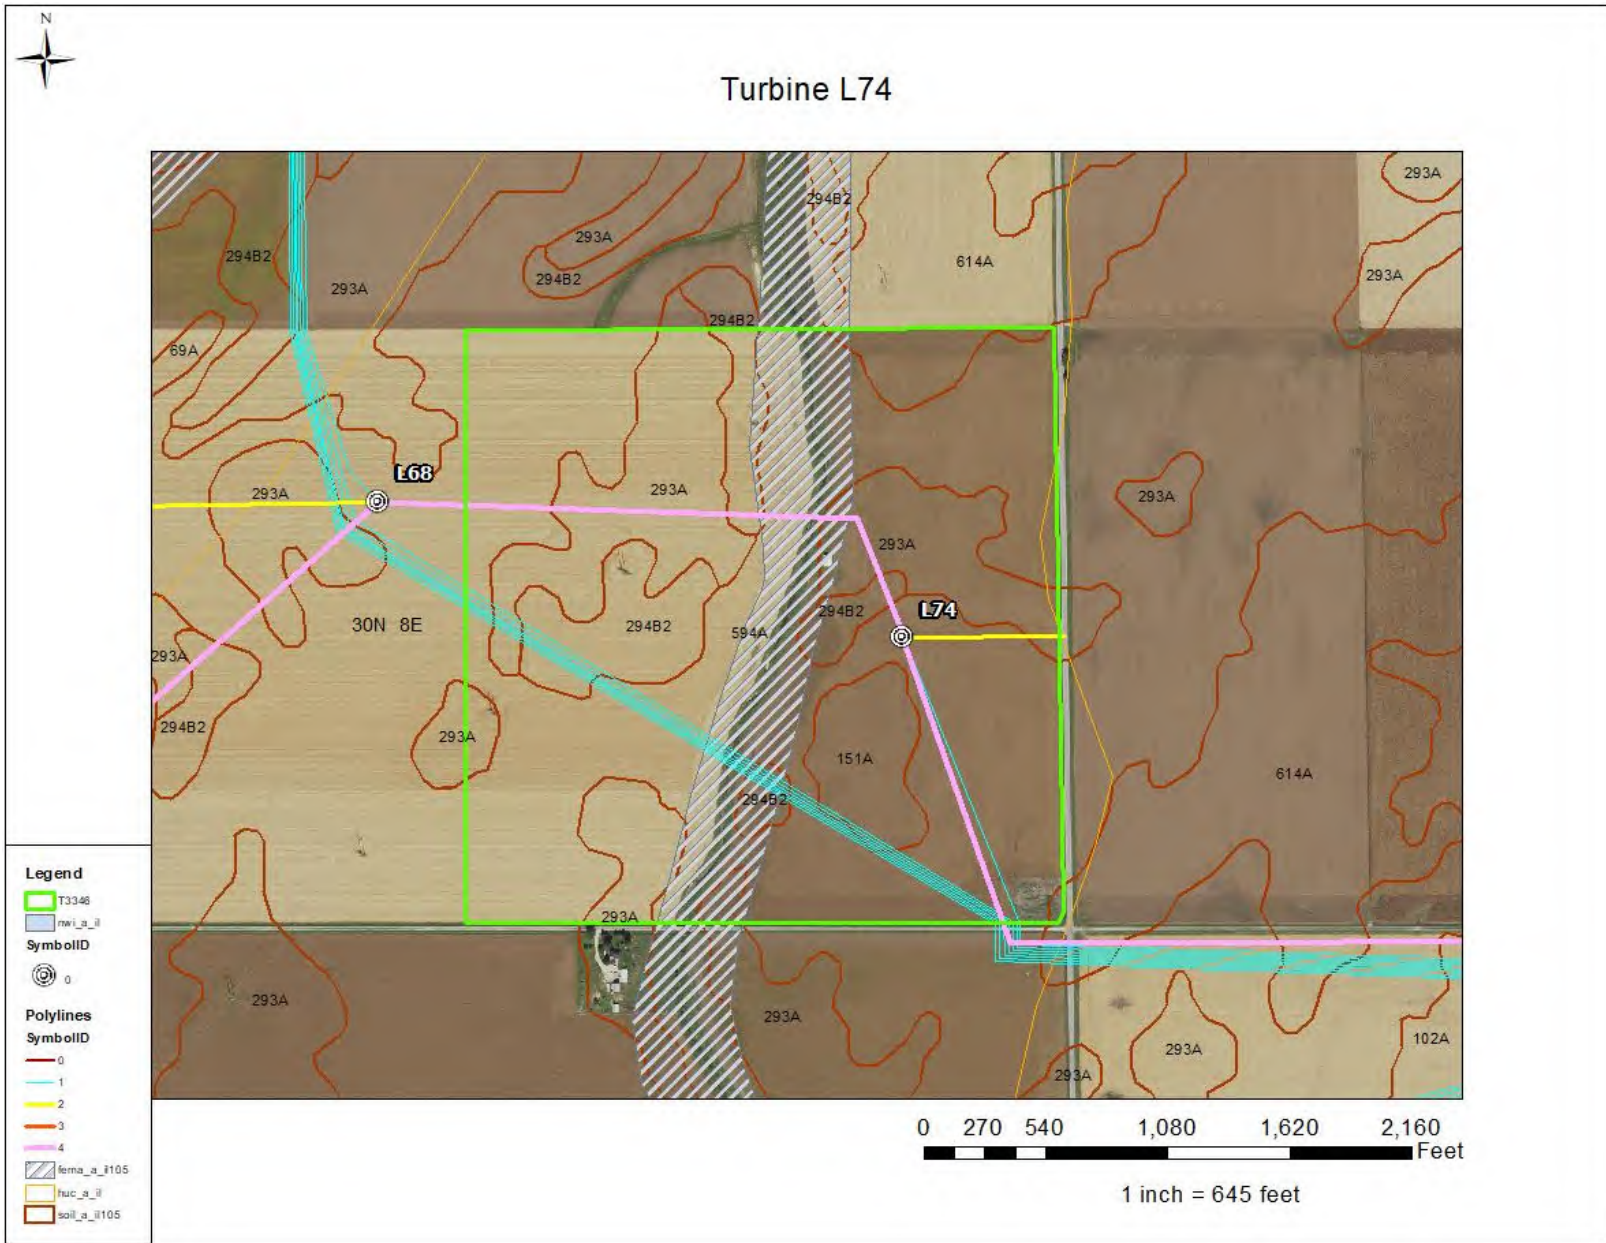 N
Turbine L74
293A
294B2
614A
293A
294B2
293A
294B2
293A
293A
294B2
69A
L68
293A
293A
293A
293A
L74
294B2
30N 8E
294B2
594A
293A
294B2
293A
151A
614A
294B2
293A
293A
293A
102A
293A
293A
Legend
T3346
nwi_a_il
SymbolID
0
Polylines
SymbolID
0
1
2
3
4
fema_a_il105
huc_a_il
soil_a_il105
0 270 540 1,080 1,620 2,160
Feet
1 inch = 645 feet